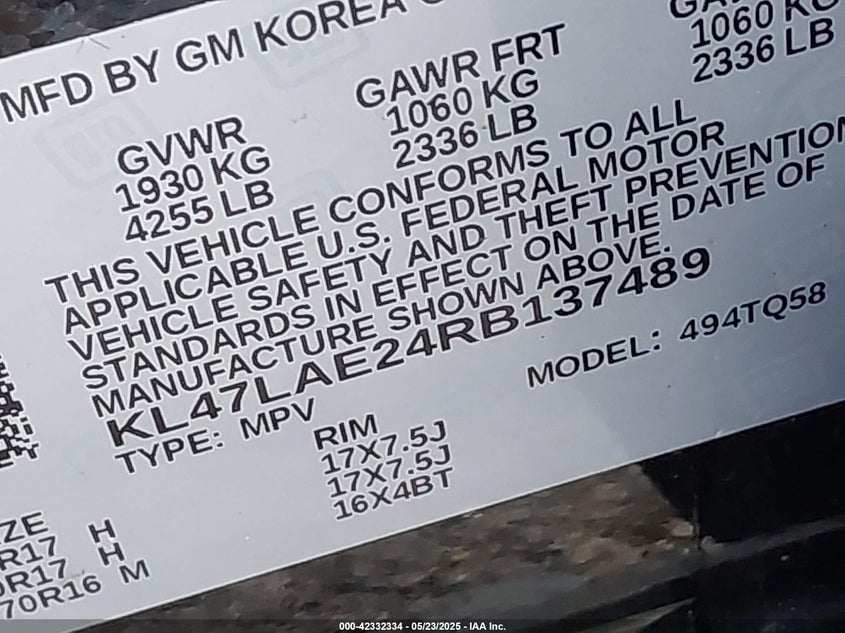 MFD BY GM KOREA
GVWR
1930 KG
4255 LB
GAWR FRT
1060 KG
2336 LB
1060 KG
2336 LB
THIS VEHICLE CONFORMS TO ALL
APPLICABLE U.S. FEDERAL MOTOR
VEHICLE SAFETY AND THEFT PREVENTION
STANDARDS IN EFFECT ON THE DATE OF
MANUFACTURE SHOWN ABOVE.
KL47LAE24RB137489
TYPE: MPV
MODEL: 494TQ58
RIM
17X7.5J
17X7.5J
16X4BT
ZE
R17 H
R17 H
70R16 M
000-42332334 - 05/23/2025 - IAA Inc.